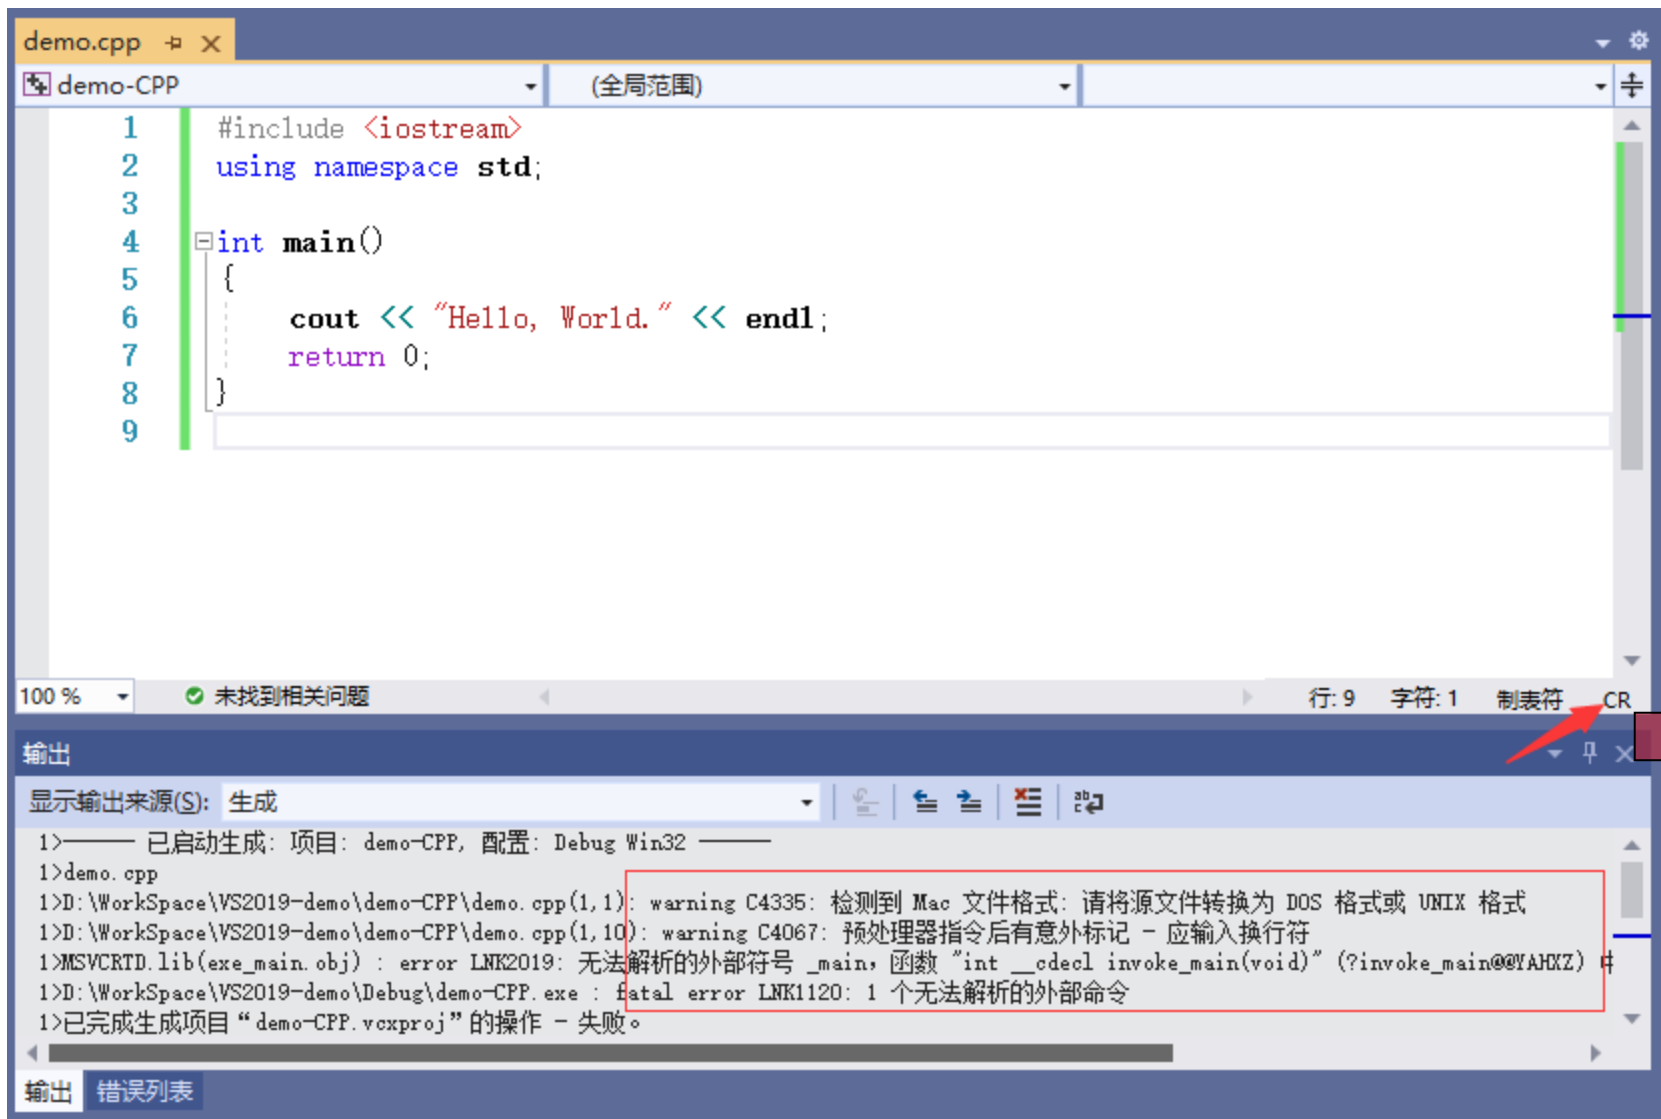 demo.cpp
demo-CPP (全局范围)
1 #include <iostream>
2 using namespace std;
3
4 int main()
5 {
6 cout << "Hello, World." << endl;
7 return 0;
8 }
9
100 % 未找到相关问题 行: 9 字符: 1 制表符 CR
输出
显示输出来源(S): 生成
1>------ 已启动生成: 项目: demo-CPP, 配置: Debug Win32 ------
1>demo.cpp
1>D:\WorkSpace\VS2019-demo\demo-CPP\demo.cpp(1,1): warning C4335: 检测到 Mac 文件格式: 请将源文件转换为 DOS 格式或 UNIX 格式
1>D:\WorkSpace\VS2019-demo\demo-CPP\demo.cpp(1,10): warning C4067: 预处理器指令后有意外标记 - 应输入换行符
1>MSVCRTD.lib(exe_main.obj) : error LNK2019: 无法解析的外部符号 _main，函数 "int __cdecl invoke_main(void)" (?invoke_main@@YAHXZ)
1>D:\WorkSpace\VS2019-demo\Debug\demo-CPP.exe : fatal error LNK1120: 1 个无法解析的外部命令
1>已完成生成项目“demo-CPP.vcxproj”的操作 - 失败。
输出 错误列表